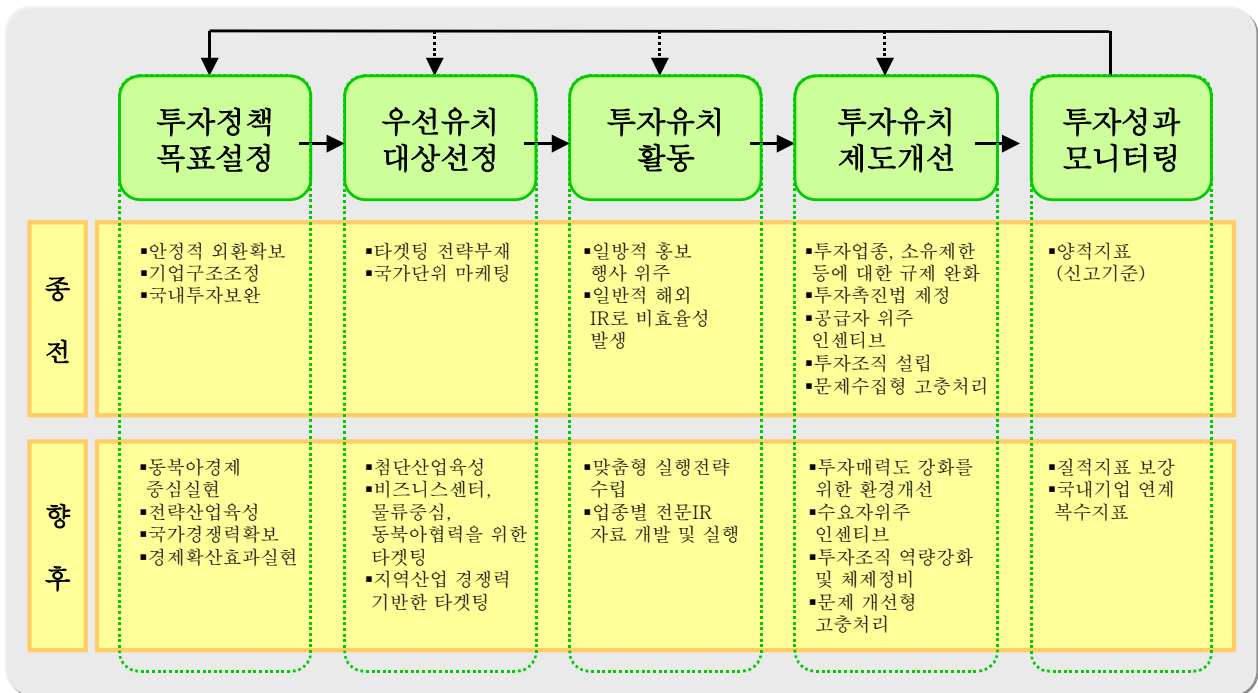 투자정책
목표설정
우선유치
대상선정
투자유치
활동
투자유치
제도개선
투자성과
모니터링
종
전
▪안정적 외환확보
▪기업구조조정
▪국내투자보완
▪타겟팅 전략부재
▪국가단위 마케팅
▪일방적 홍보
행사 위주
▪일반적 해외
IR로 비효율성
발생
▪투자업종, 소유제한
등에 대한 규제 완화
▪투자촉진법 제정
▪공급자 위주
인센티브
▪투자조직 설립
▪문제수집형 고충처리
▪양적지표
(신고기준)
향
후
▪동북아경제
중심실현
▪전략산업육성
▪국가경쟁력확보
▪경제확산효과실현
▪첨단산업육성
▪비즈니스센터,
물류중심,
동북아협력을 위한
타겟팅
▪지역산업 경쟁력
기반한 타겟팅
▪맞춤형 실행전략
수립
▪업종별 전문IR
자료 개발 및 실행
▪투자매력도 강화를
위한 환경개선
▪수요자위주
인센티브
▪투자조직 역량강화
및 체제정비
▪문제 개선형
고충처리
▪질적지표 보강
▪국내기업 연계
복수지표